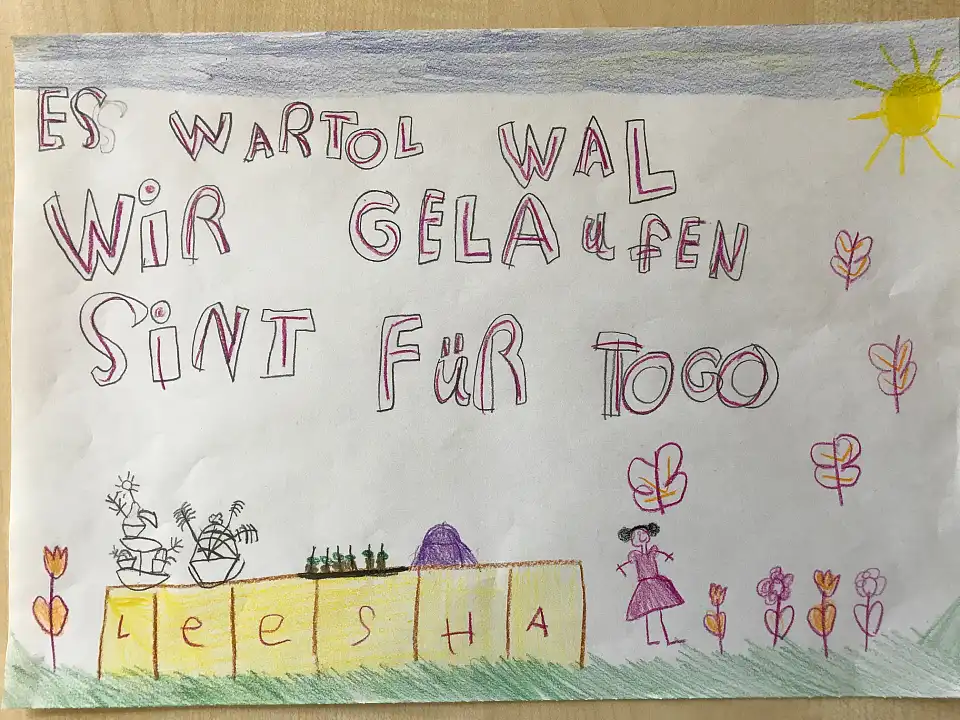 ES WARTOL WAL
WiR GELAufEN
SiNT FüR TOGO
LeeSHA